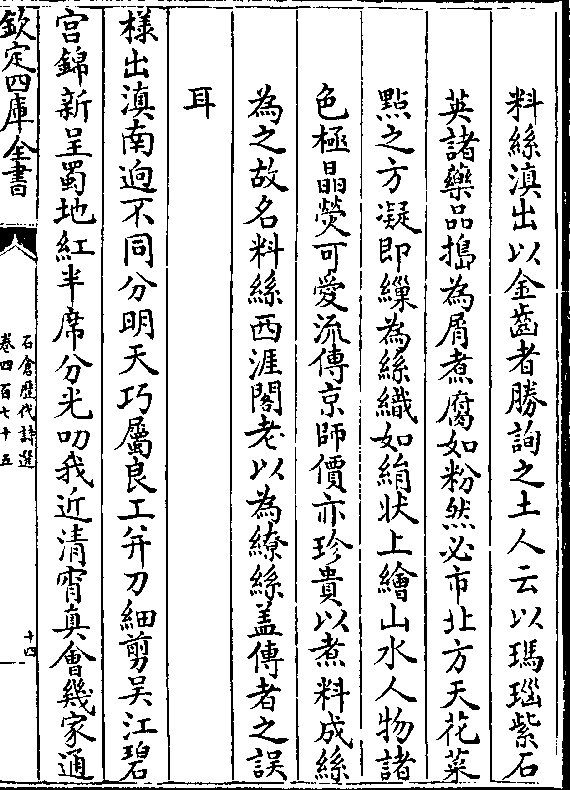 料絲滇出以金齒者勝詢之土人云以瑪瑙紫石
英諸藥品搗為屑煮腐如粉然必市北方天花菜
點之方凝即繅為絲織如絹状上繪山水人物諸
色極晶熒可愛流傳京師價亦珍貴以煮料成絲
為之故名料絲西涯閣老以為繚絲盖傳者之誤
耳
様出滇南逈不同分明天巧屬良工并刀細剪吴江碧
宫錦新呈蜀地紅半席分光叨我近清宵真會幾家通
欽定四庫全書
石倉歴代詩選
卷四百七十五
十四